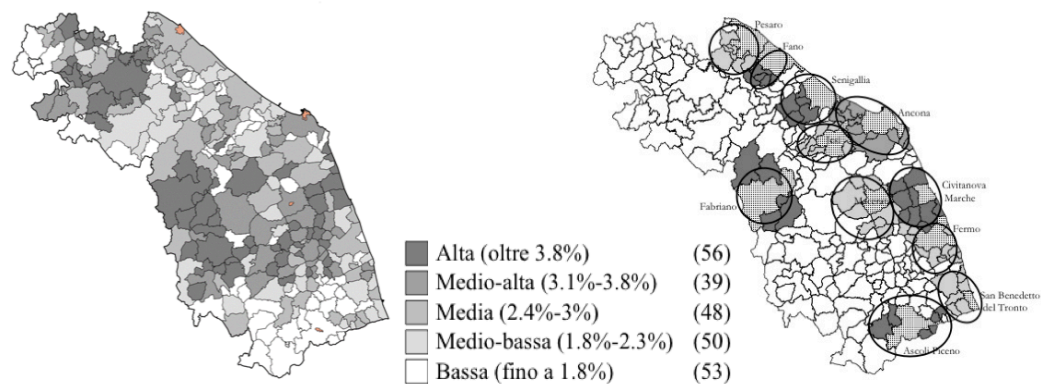 Pesaro
Fano
Senigallia
Ancona
Fabriano
Civitanova
Marche
Fermo
San Benedetto
del Tronto
Ascoli Piceno
Alta (oltre 3.8%) (56)
Medio-alta (3.1%-3.8%) (39)
Media (2.4%-3%) (48)
Medio-bassa (1.8%-2.3%) (50)
Bassa (fino a 1.8%) (53)